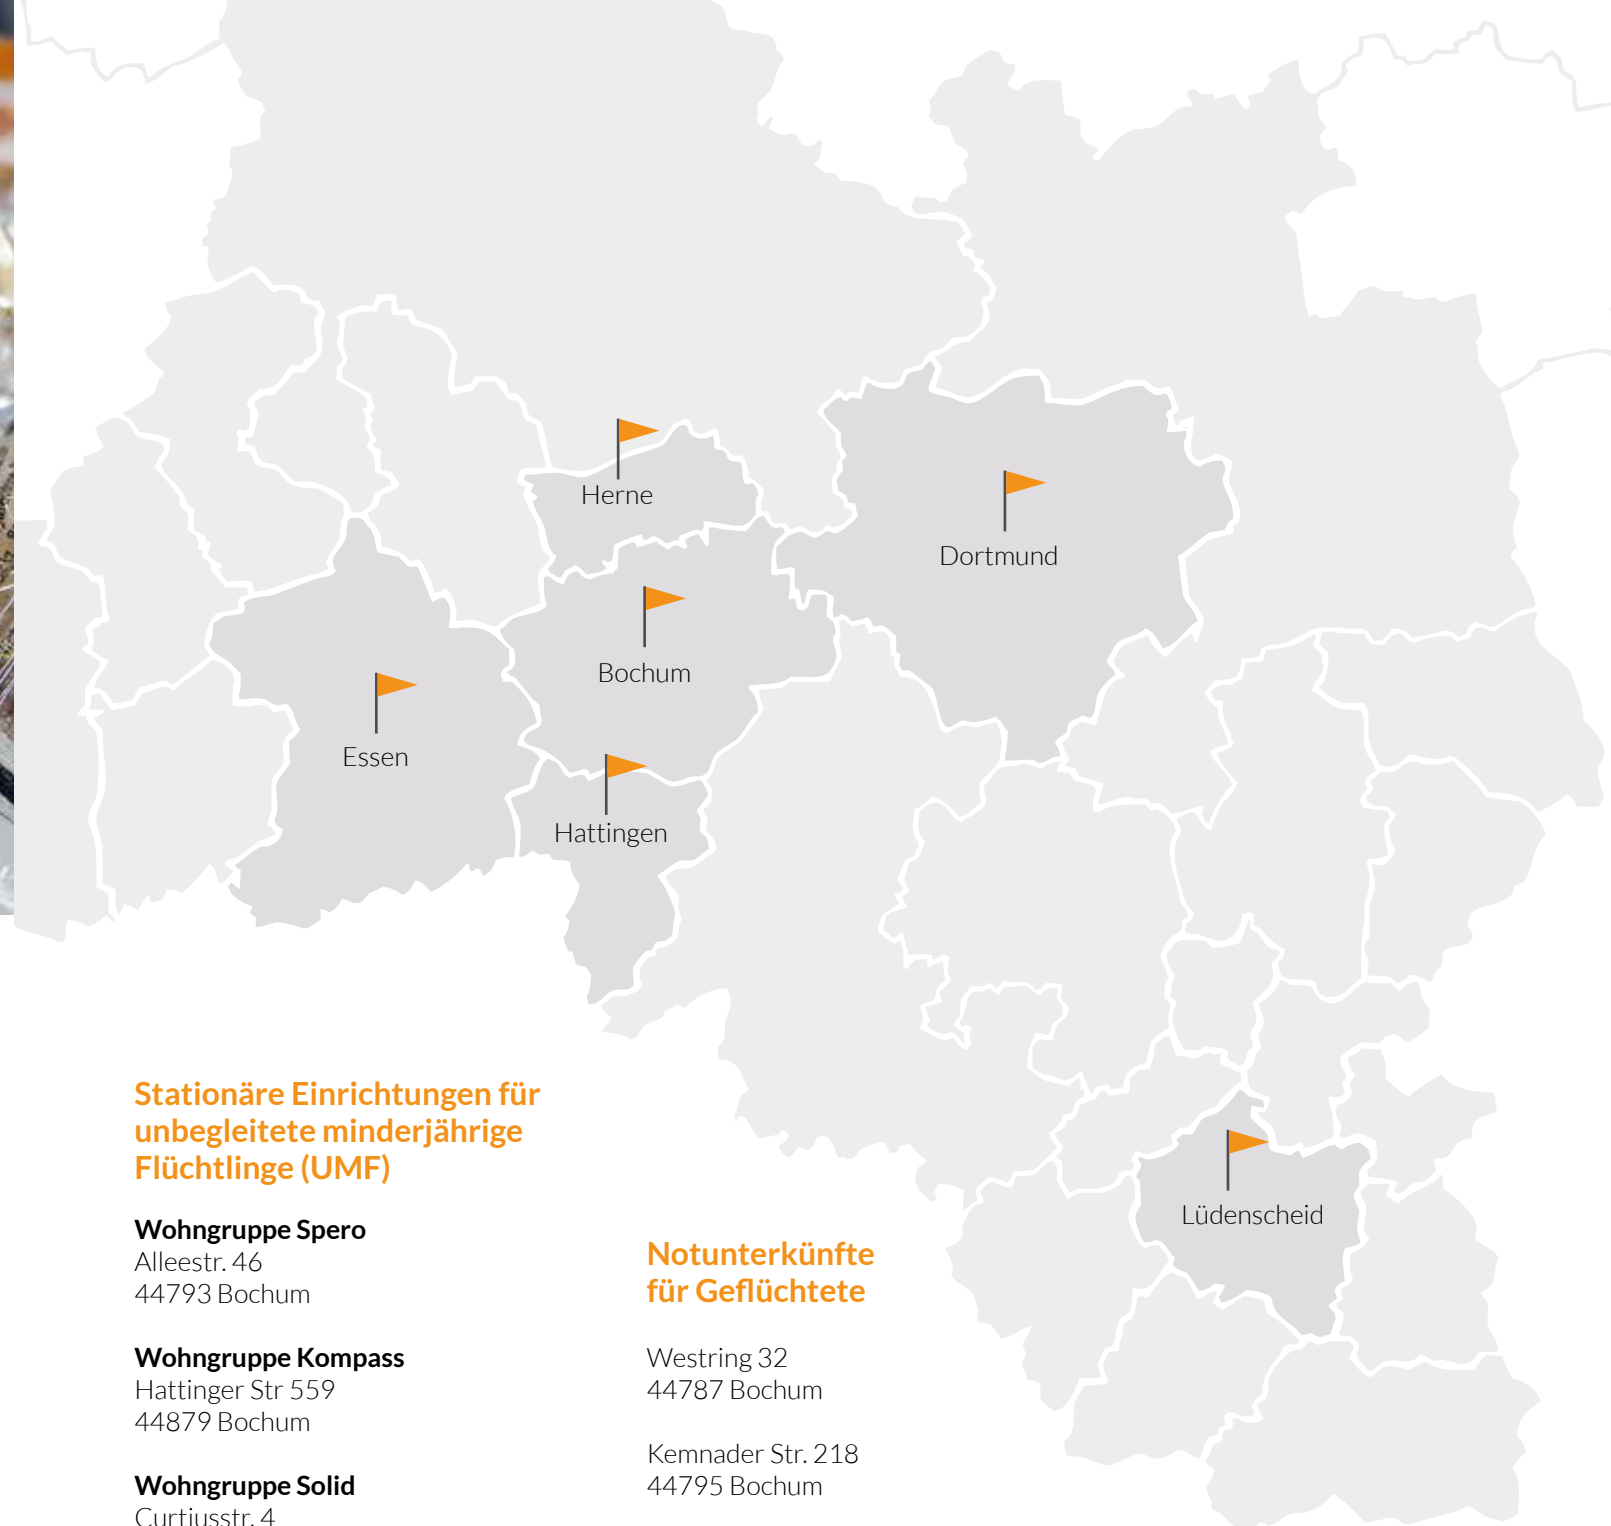 Herne
Dortmund
Bochum
Essen
Hattingen
Lüdenscheid
Stationäre Einrichtungen für
unbegleitete minderjährige
Flüchtlinge (UMF)
Wohngruppe Spero
Alleestr. 46
44793 Bochum
Wohngruppe Kompass
Hattinger Str 559
44879 Bochum
Wohngruppe Solid
Curtiusstr. 4
Notunterkünfte
für Geflüchtete
Westring 32
44787 Bochum
Kemnader Str. 218
44795 Bochum